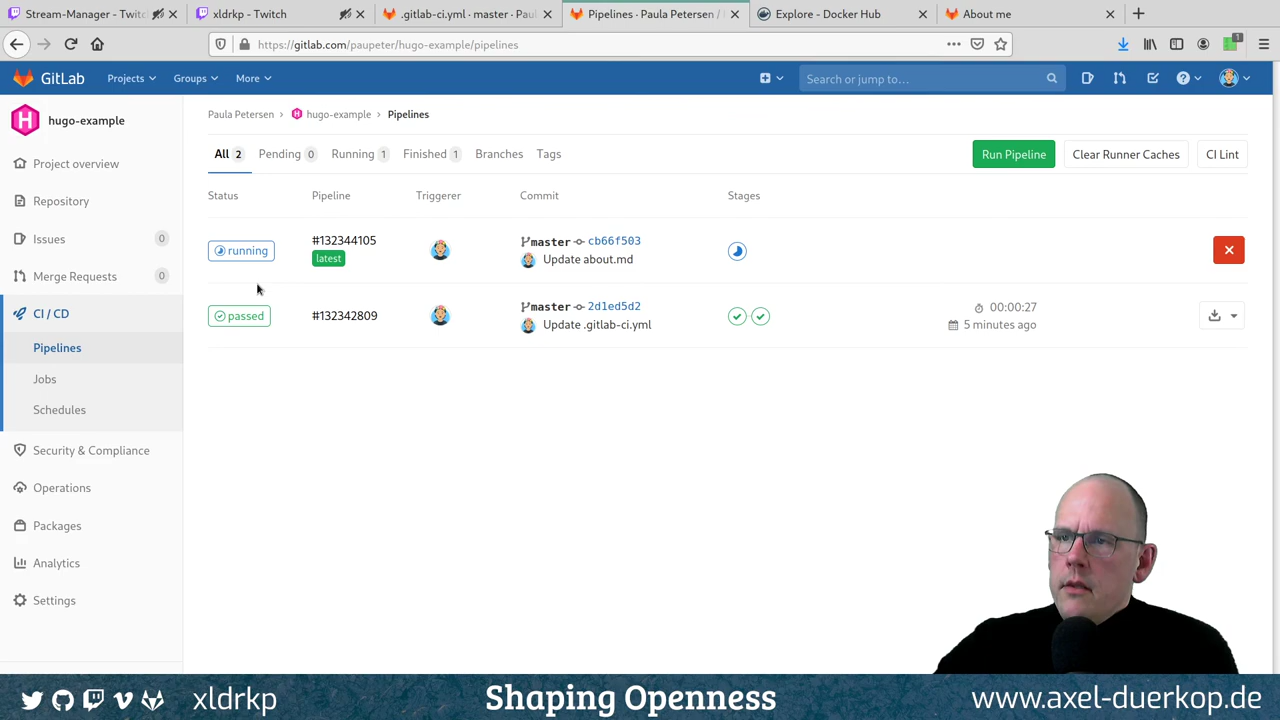 Stream-Manager - Twitc
xldrkp - Twitch
.gitlab-ci.yml · master · Pau
Pipelines · Paula Petersen /
Explore - Docker Hub
About me
https://gitlab.com/paupeter/hugo-example/pipelines
1
GitLab
Projects
Groups
More
Search or jump to…
hugo-example
Project overview
Repository
Issues 0
Merge Requests 0
CI / CD
Pipelines
Jobs
Schedules
Security & Compliance
Operations
Packages
Analytics
Settings
Paula Petersen › hugo-example › Pipelines
All 2
Pending 0
Running 1
Finished 1
Branches
Tags
Run Pipeline
Clear Runner Caches
CI Lint
Status
Pipeline
Triggerer
Commit
Stages
running
#132344105
latest
master cb66f503
Update about.md
passed
#132342809
master 2d1ed5d2
Update .gitlab-ci.yml
00:00:27
5 minutes ago
xldrkp
Shaping Openness
www.axel-duerkop.de